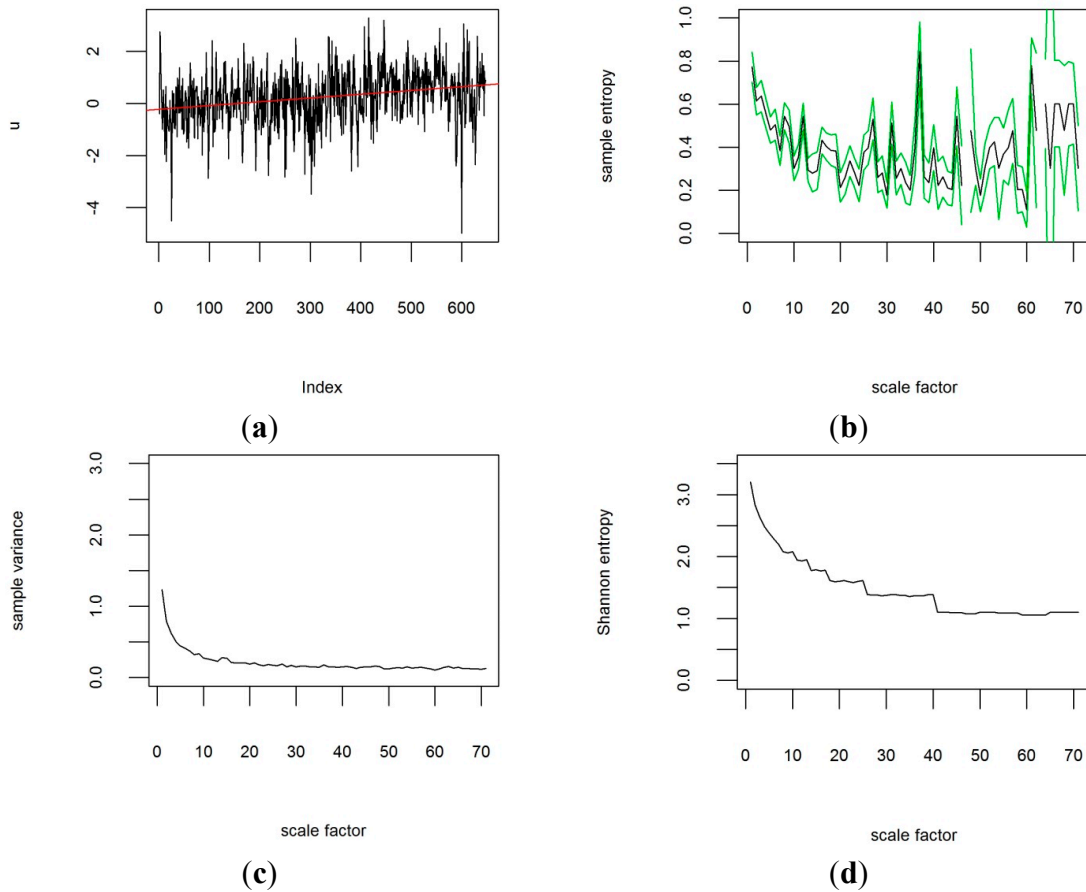 u
2
0
-2
-4
0 100 200 300 400 500 600
Index
(a)
sample entropy
1.0
0.8
0.6
0.4
0.2
0.0
0 10 20 30 40 50 60 70
scale factor
(b)
sample variance
3.0
2.0
1.0
0.0
0 10 20 30 40 50 60 70
scale factor
(c)
Shannon entropy
3.0
2.0
1.0
0.0
0 10 20 30 40 50 60 70
scale factor
(d)